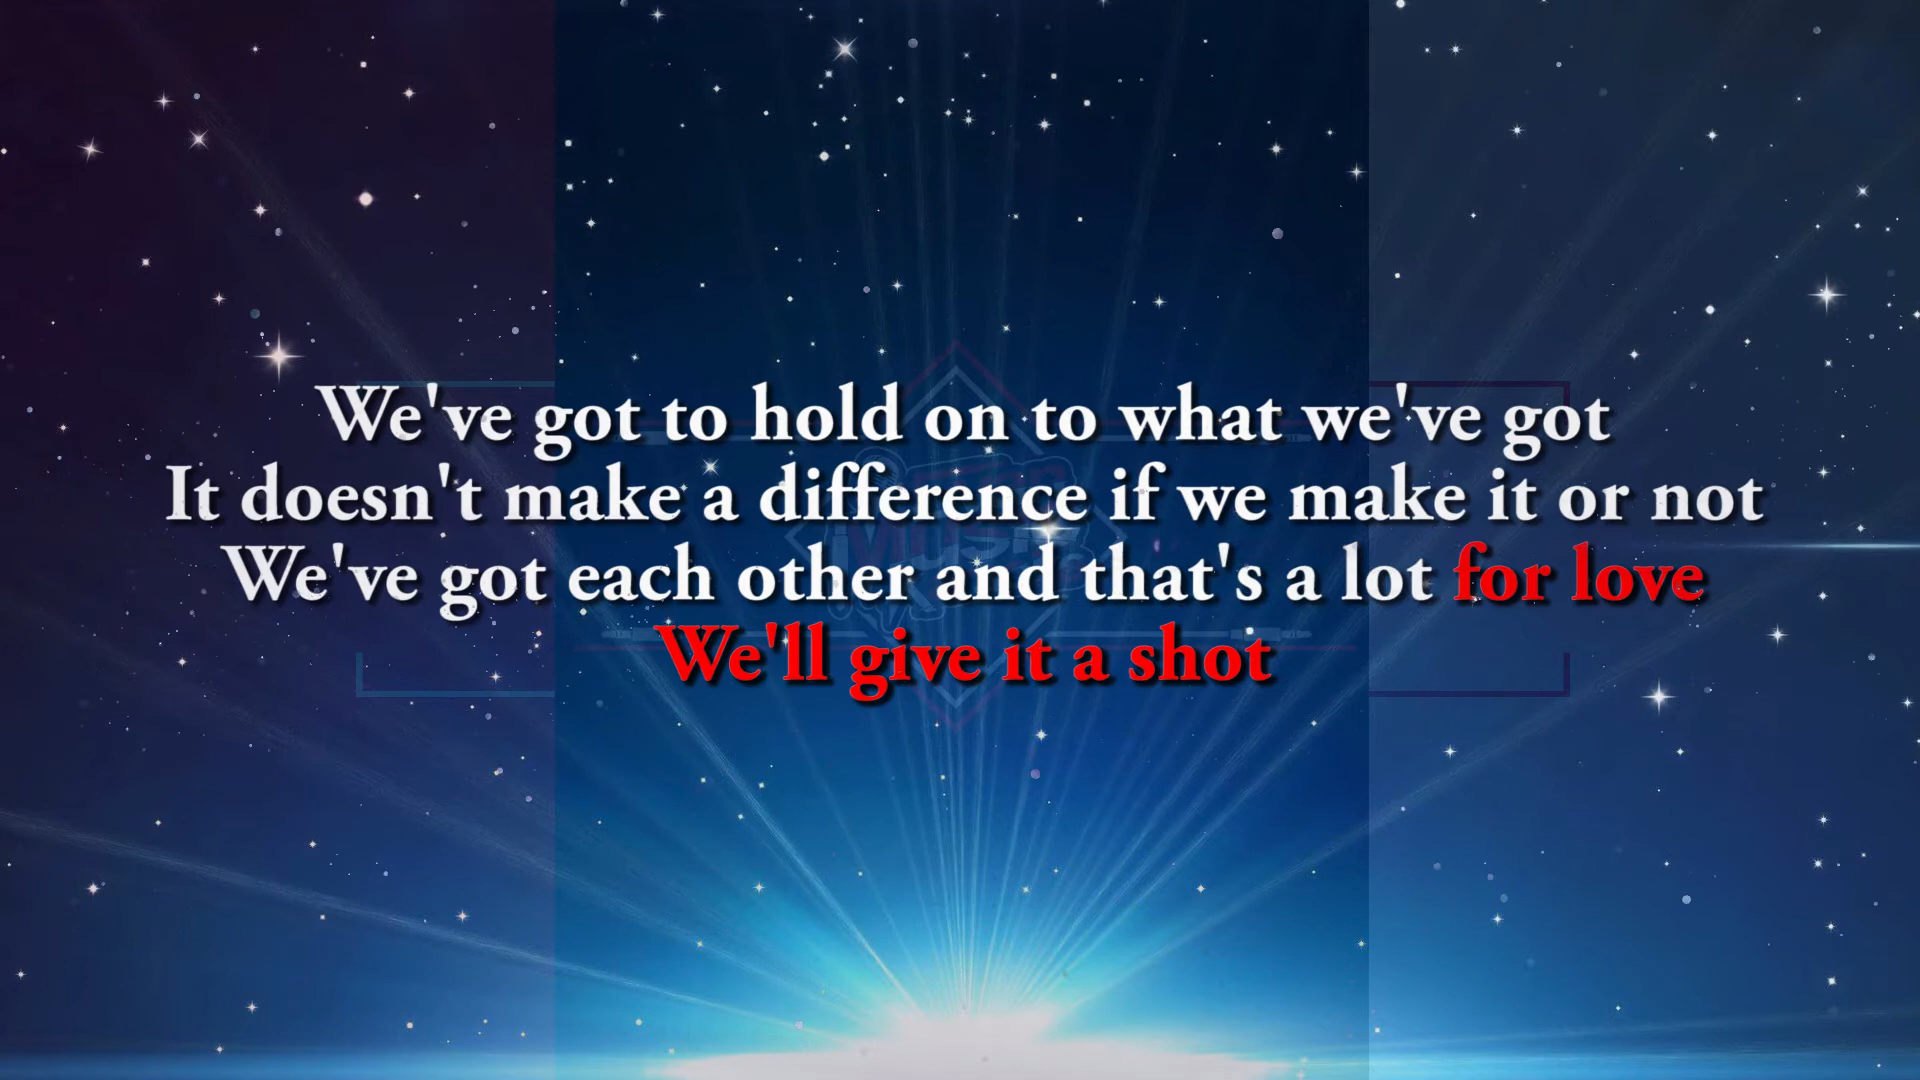 We've got to hold on to what we've got
It doesn't make a difference if we make it or not
We've got each other and that's a lot for love
We'll give it a shot